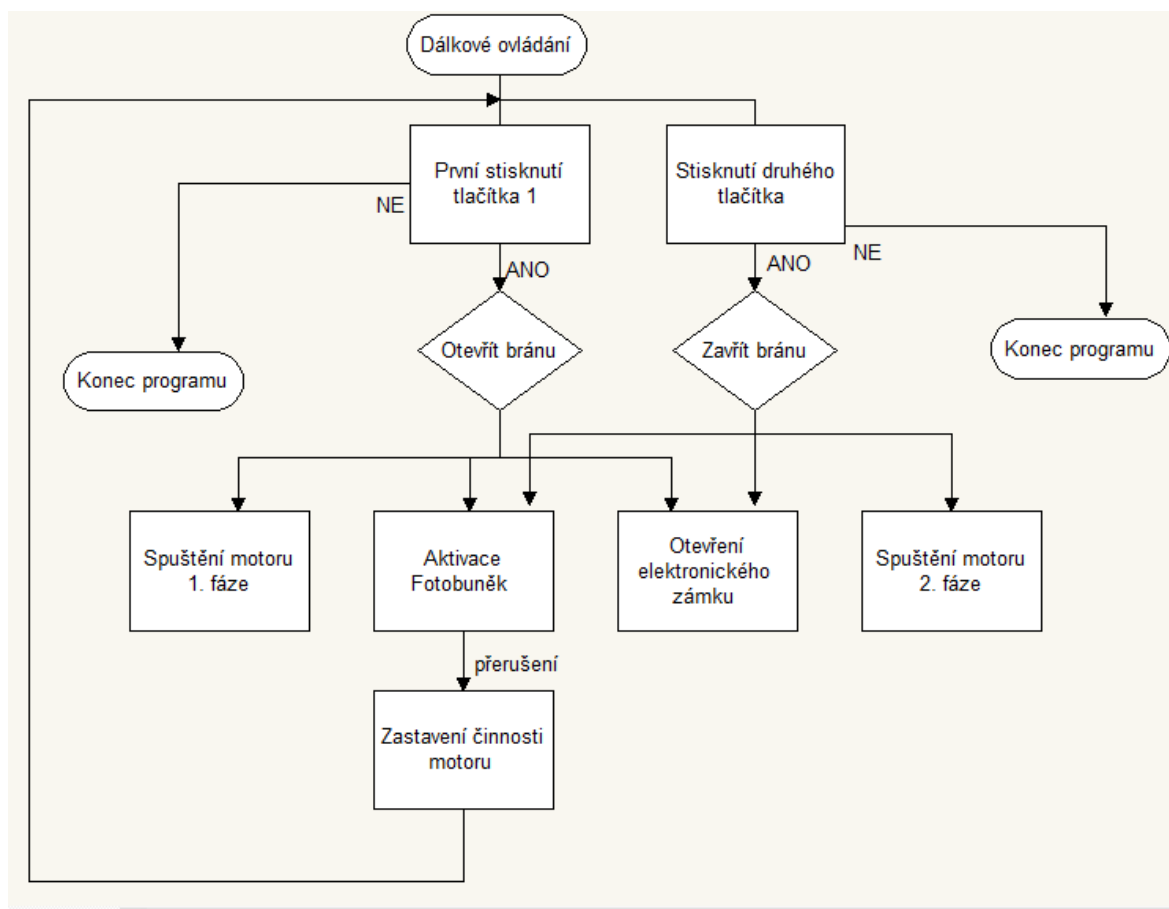 Dálkové ovládání
První stisknutí
tlačítka 1
Stisknutí druhého
tlačítka
NE
ANO
ANO
NE
Otevřít bránu
Zavřít bránu
Konec programu
Konec programu
Spuštění motoru
1. fáze
Aktivace
Fotobuněk
Otevření
elektronického
zámku
Spuštění motoru
2. fáze
přerušení
Zastavení činnosti
motoru